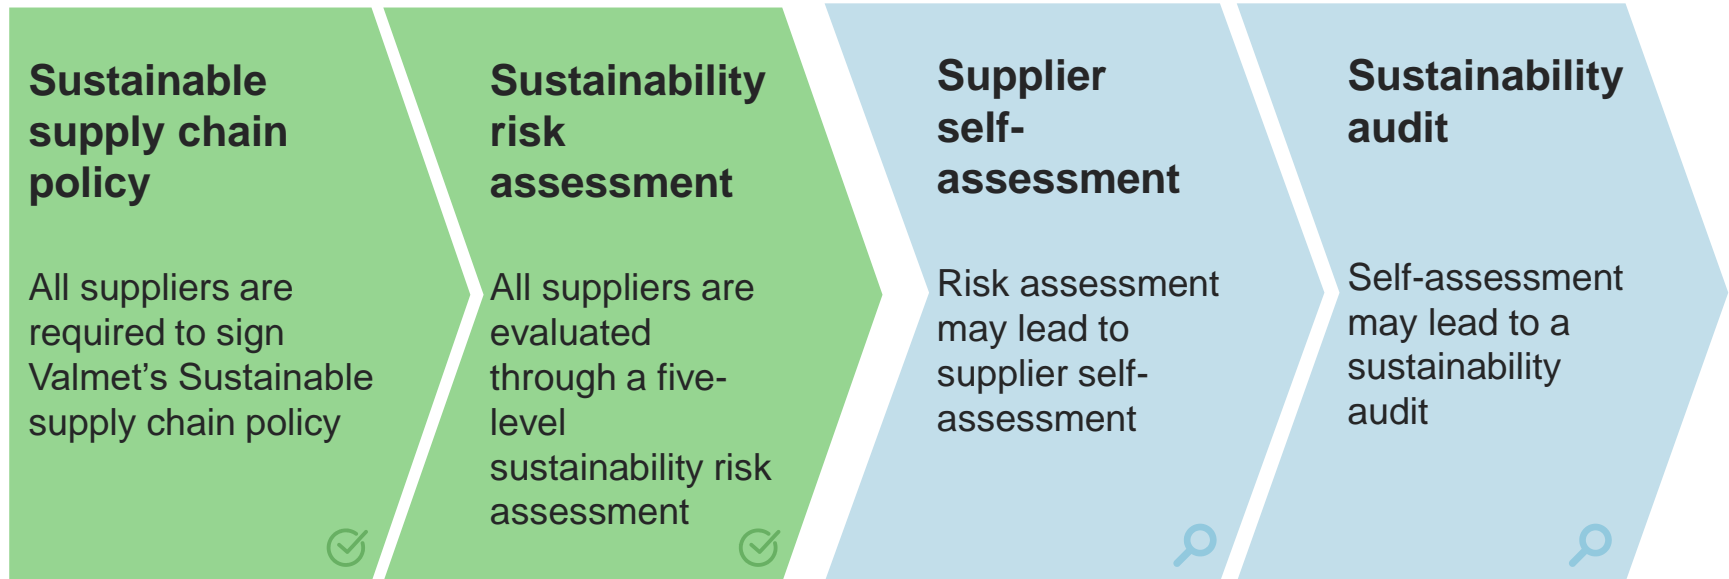 Sustainable
supply chain
policy
All suppliers are
required to sign
Valmet’s Sustainable
supply chain policy
Sustainability
risk
assessment
All suppliers are
evaluated
through a five-
level
sustainability risk
assessment
Supplier
self-
assessment
Risk assessment
may lead to
supplier self-
assessment
Sustainability
audit
Self-assessment
may lead to a
sustainability
audit